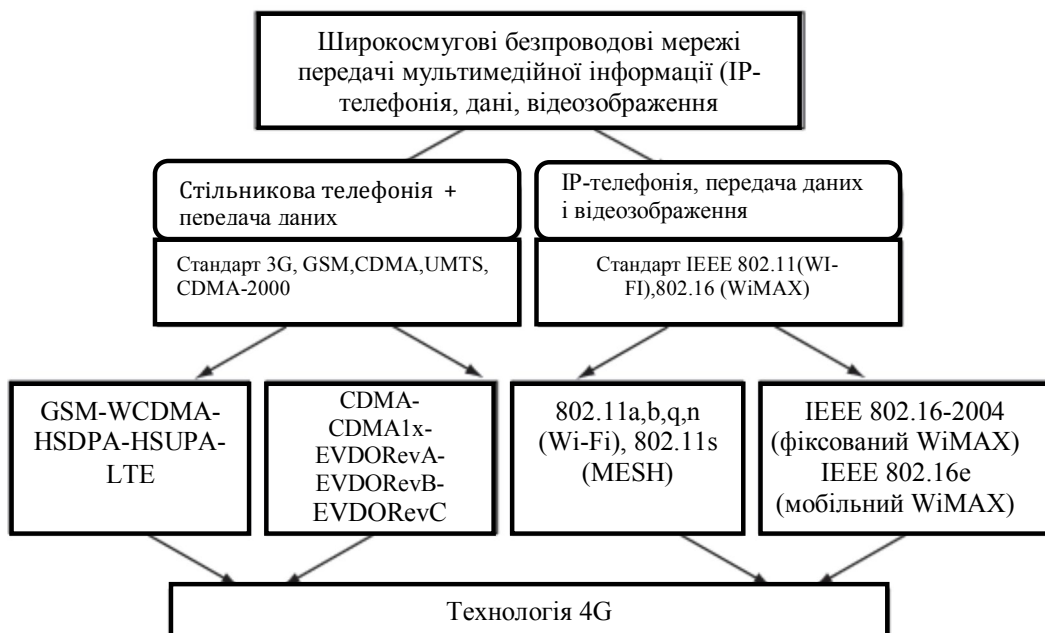 Широкосмугові безпроводові мережі
передачі мультимедійної інформації (IP-
телефонія, дані, відеозображення
Стільникова телефонія +
передача даних
IP-телефонія, передача даних
і відеозображення
Стандарт 3G, GSM,CDMA,UMTS,
CDMA-2000
Стандарт IEEE 802.11(WI-
FI),802.16 (WiMAX)
GSM-WCDMA-
HSDPA-HSUPA-
LTE
CDMA-
CDMA1x-
EVDORevA-
EVDORevB-
EVDORevC
802.11a,b,q,n
(Wi-Fi), 802.11s
(MESH)
IEEE 802.16-2004
(фіксований WiMAX)
IEEE 802.16e
(мобільний WiMAX)
Технологія 4G